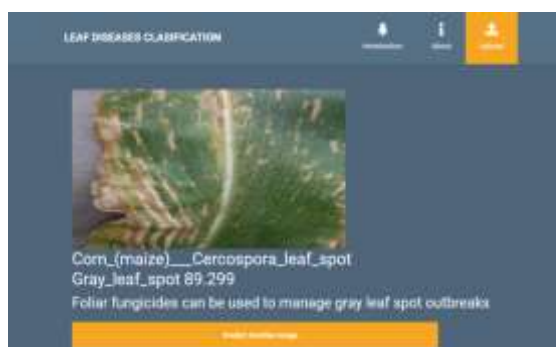 LEAF DISEASES CLASIFICATION
Corn_(maize)___Cercospora_leaf_spot
Gray_leaf_spot 89.299
Foliar fungicides can be used to manage gray leaf spot outbreaks